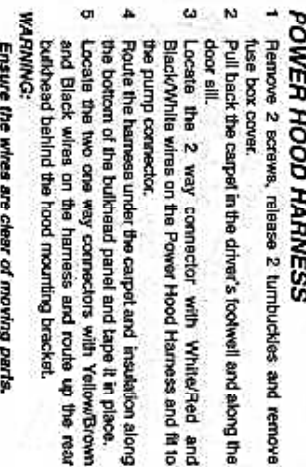 POWER HOOD HARNESS
1 Remove 2 screws, release 2 turnbuckles and remove
fuse box cover.
2 Pull back the carpet in the driver's footwell and along the
door sill.
3 Locate the 2 way connector with White/Red and
Black/White wires on the Power Hood Harness and fit to
the pump connector.
4 Route the harness under the carpet and insulation along
the bottom of the bulkhead panel and tape it in place.
5 Locate the two one way connectors with Yellow/Brown
and Black wires on the harness and route up the rear
bulkhead behind the hood mounting bracket.
WARNING:
Ensure the wires are clear of moving parts.